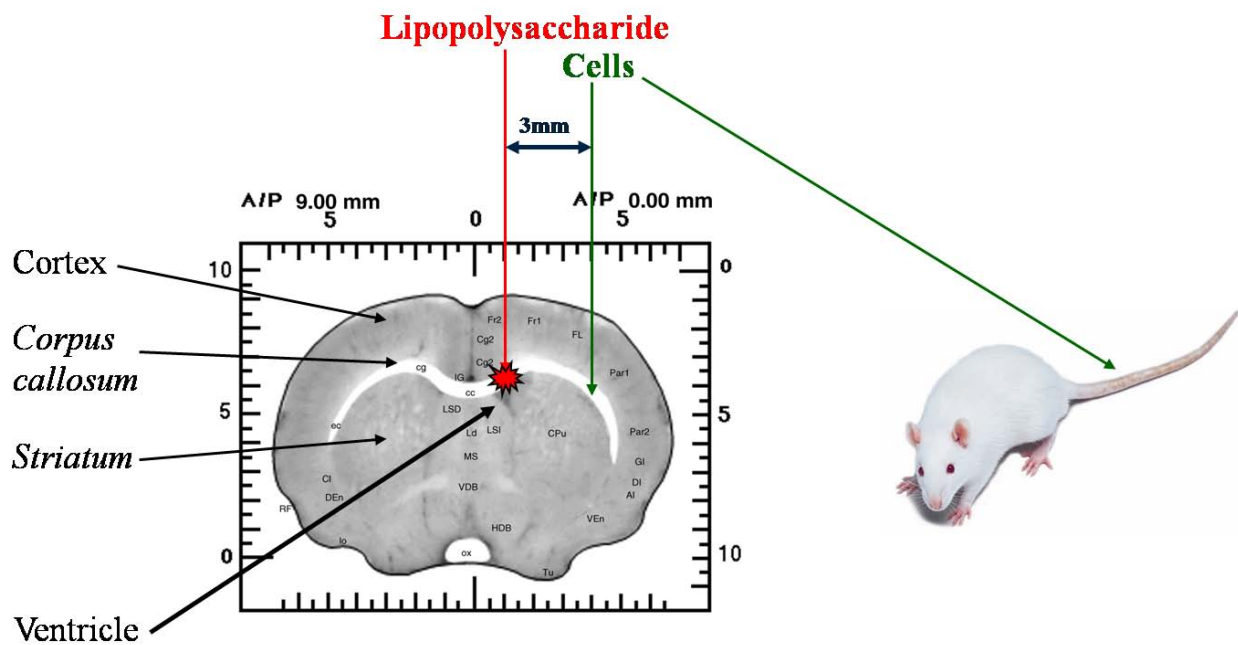 Lipopolysaccharide
Cells
3mm
A/P 9.00 mm
A/P 0.00 mm
5 0 5
Cortex
10
0
Fr2
Fr1
FL
Corpus
callosum
Cg2
Cg2
cg
IG
Par1
cc
5
5
LSD
ec
Ld
LSI
CPu
Par2
Striatum
MS
GI
CI
VDB
DI
DEn
AI
RF
VEn
HDB
lo
0
ox
10
Tu
Ventricle